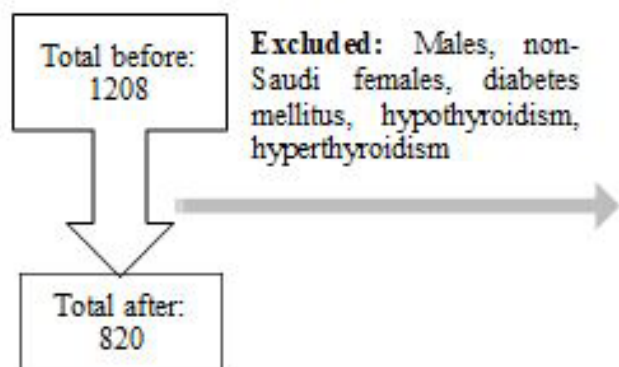 Total before:
1208
Excluded: Males, non-
Saudi females, diabetes
mellitus, hypothyroidism,
hyperthyroidism
Total after:
820